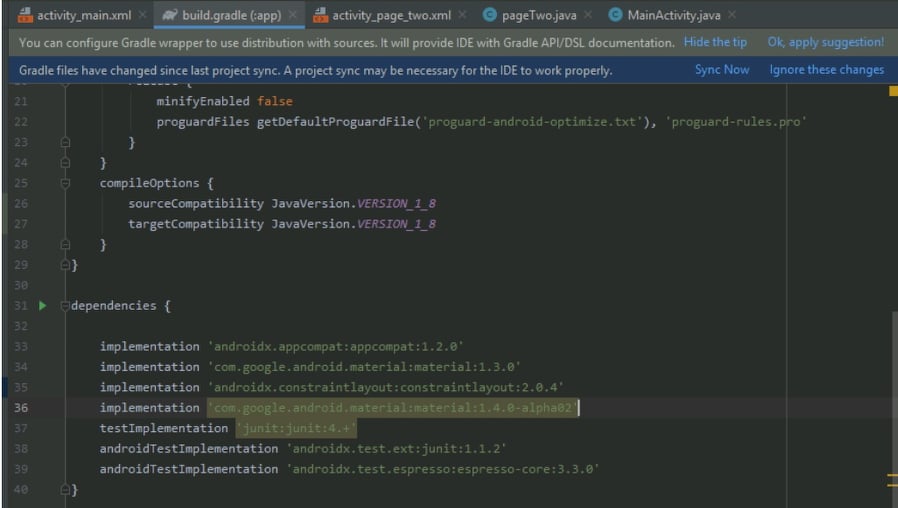 activity_main.xml build.gradle (:app) activity_page_two.xml pageTwo.java MainActivity.java
You can configure Gradle wrapper to use distribution with sources. It will provide IDE with Gradle API/DSL documentation. Hide the tip Ok, apply suggestion!
Gradle files have changed since last project sync. A project sync may be necessary for the IDE to work properly. Sync Now Ignore these changes
21 minifyEnabled false
22 proguardFiles getDefaultProguardFile('proguard-android-optimize.txt'), 'proguard-rules.pro'
23 }
24 }
25 compileOptions {
26 sourceCompatibility JavaVersion.VERSION_1_8
27 targetCompatibility JavaVersion.VERSION_1_8
28 }
29 }
30
31 dependencies {
32
33 implementation 'androidx.appcompat:appcompat:1.2.0'
34 implementation 'com.google.android.material:material:1.3.0'
35 implementation 'androidx.constraintlayout:constraintlayout:2.0.4'
36 implementation 'com.google.android.material:material:1.4.0-alpha02'
37 testImplementation 'junit:junit:4.+'
38 androidTestImplementation 'androidx.test.ext:junit:1.1.2'
39 androidTestImplementation 'androidx.test.espresso:espresso-core:3.3.0'
40 }